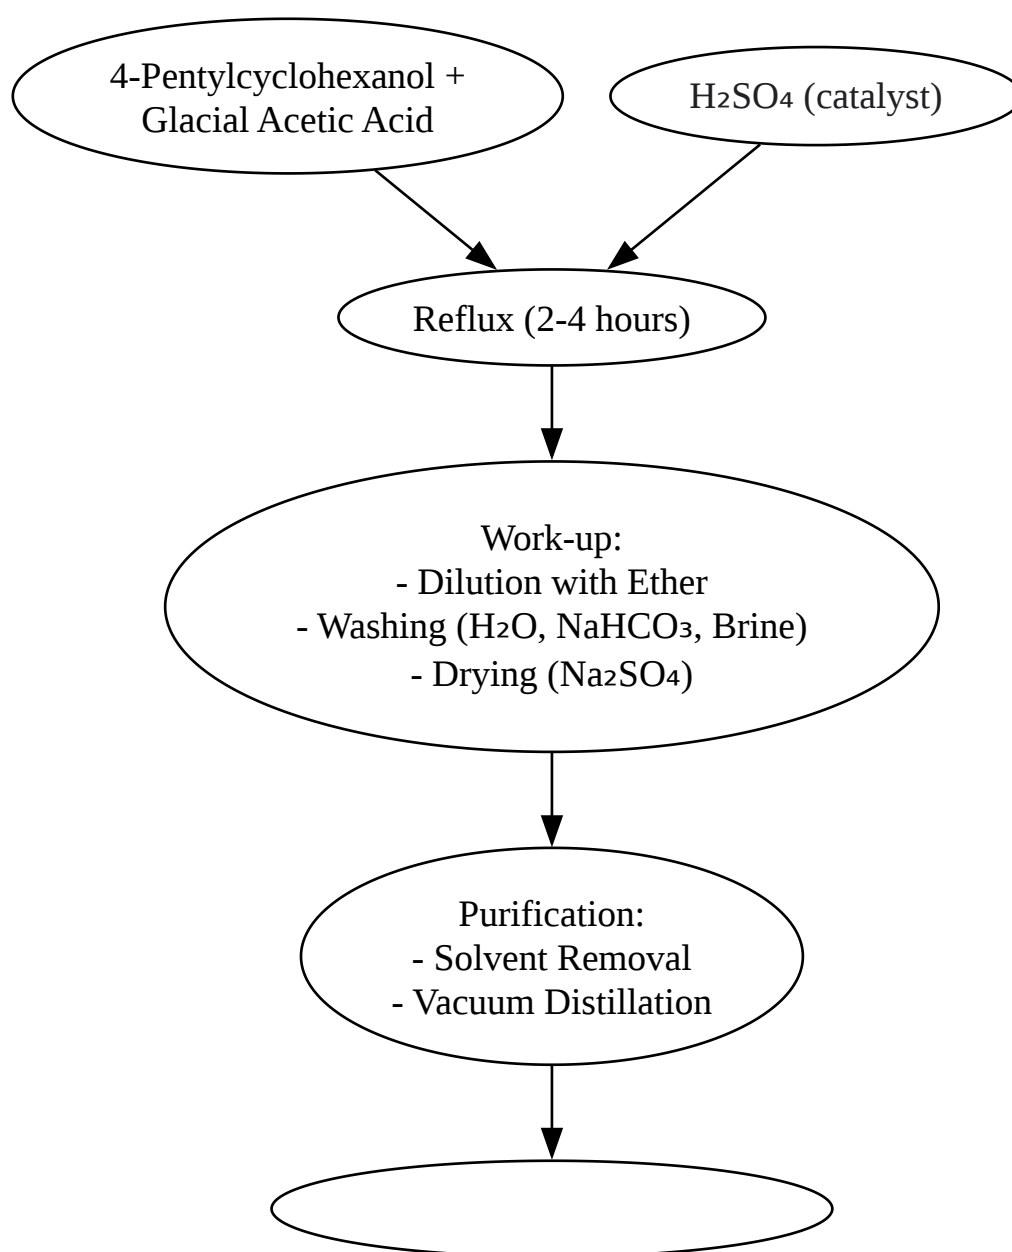 4-Pentylcyclohexanol +
Glacial Acetic Acid
H₂SO₄ (catalyst)
Reflux (2-4 hours)
Work-up:
- Dilution with Ether
- Washing (H₂O, NaHCO₃, Brine)
- Drying (Na₂SO₄)
Purification:
- Solvent Removal
- Vacuum Distillation